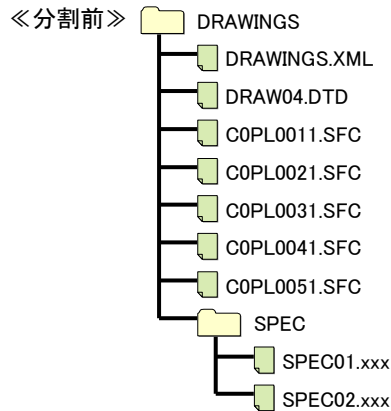 ≪分割前≫ DRAWINGS
DRAWINGS.XML
DRAW04.DTD
C0PL0011.SFC
C0PL0021.SFC
C0PL0031.SFC
C0PL0041.SFC
C0PL0051.SFC
SPEC
SPEC01.xxx
SPEC02.xxx